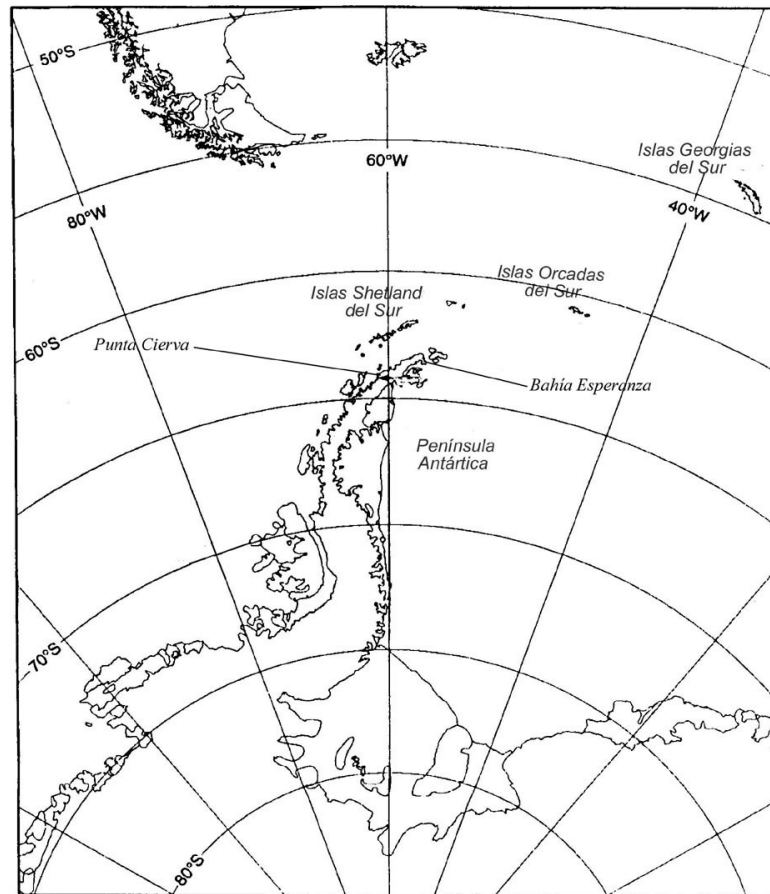 50°S
60°W
Islas Georgias
del Sur
80°W
40°W
Islas Orcadas
del Sur
Islas Shetland
del Sur
60°S
Punta Cierva
Bahía Esperanza
Península
Antártica
70°S
80°S